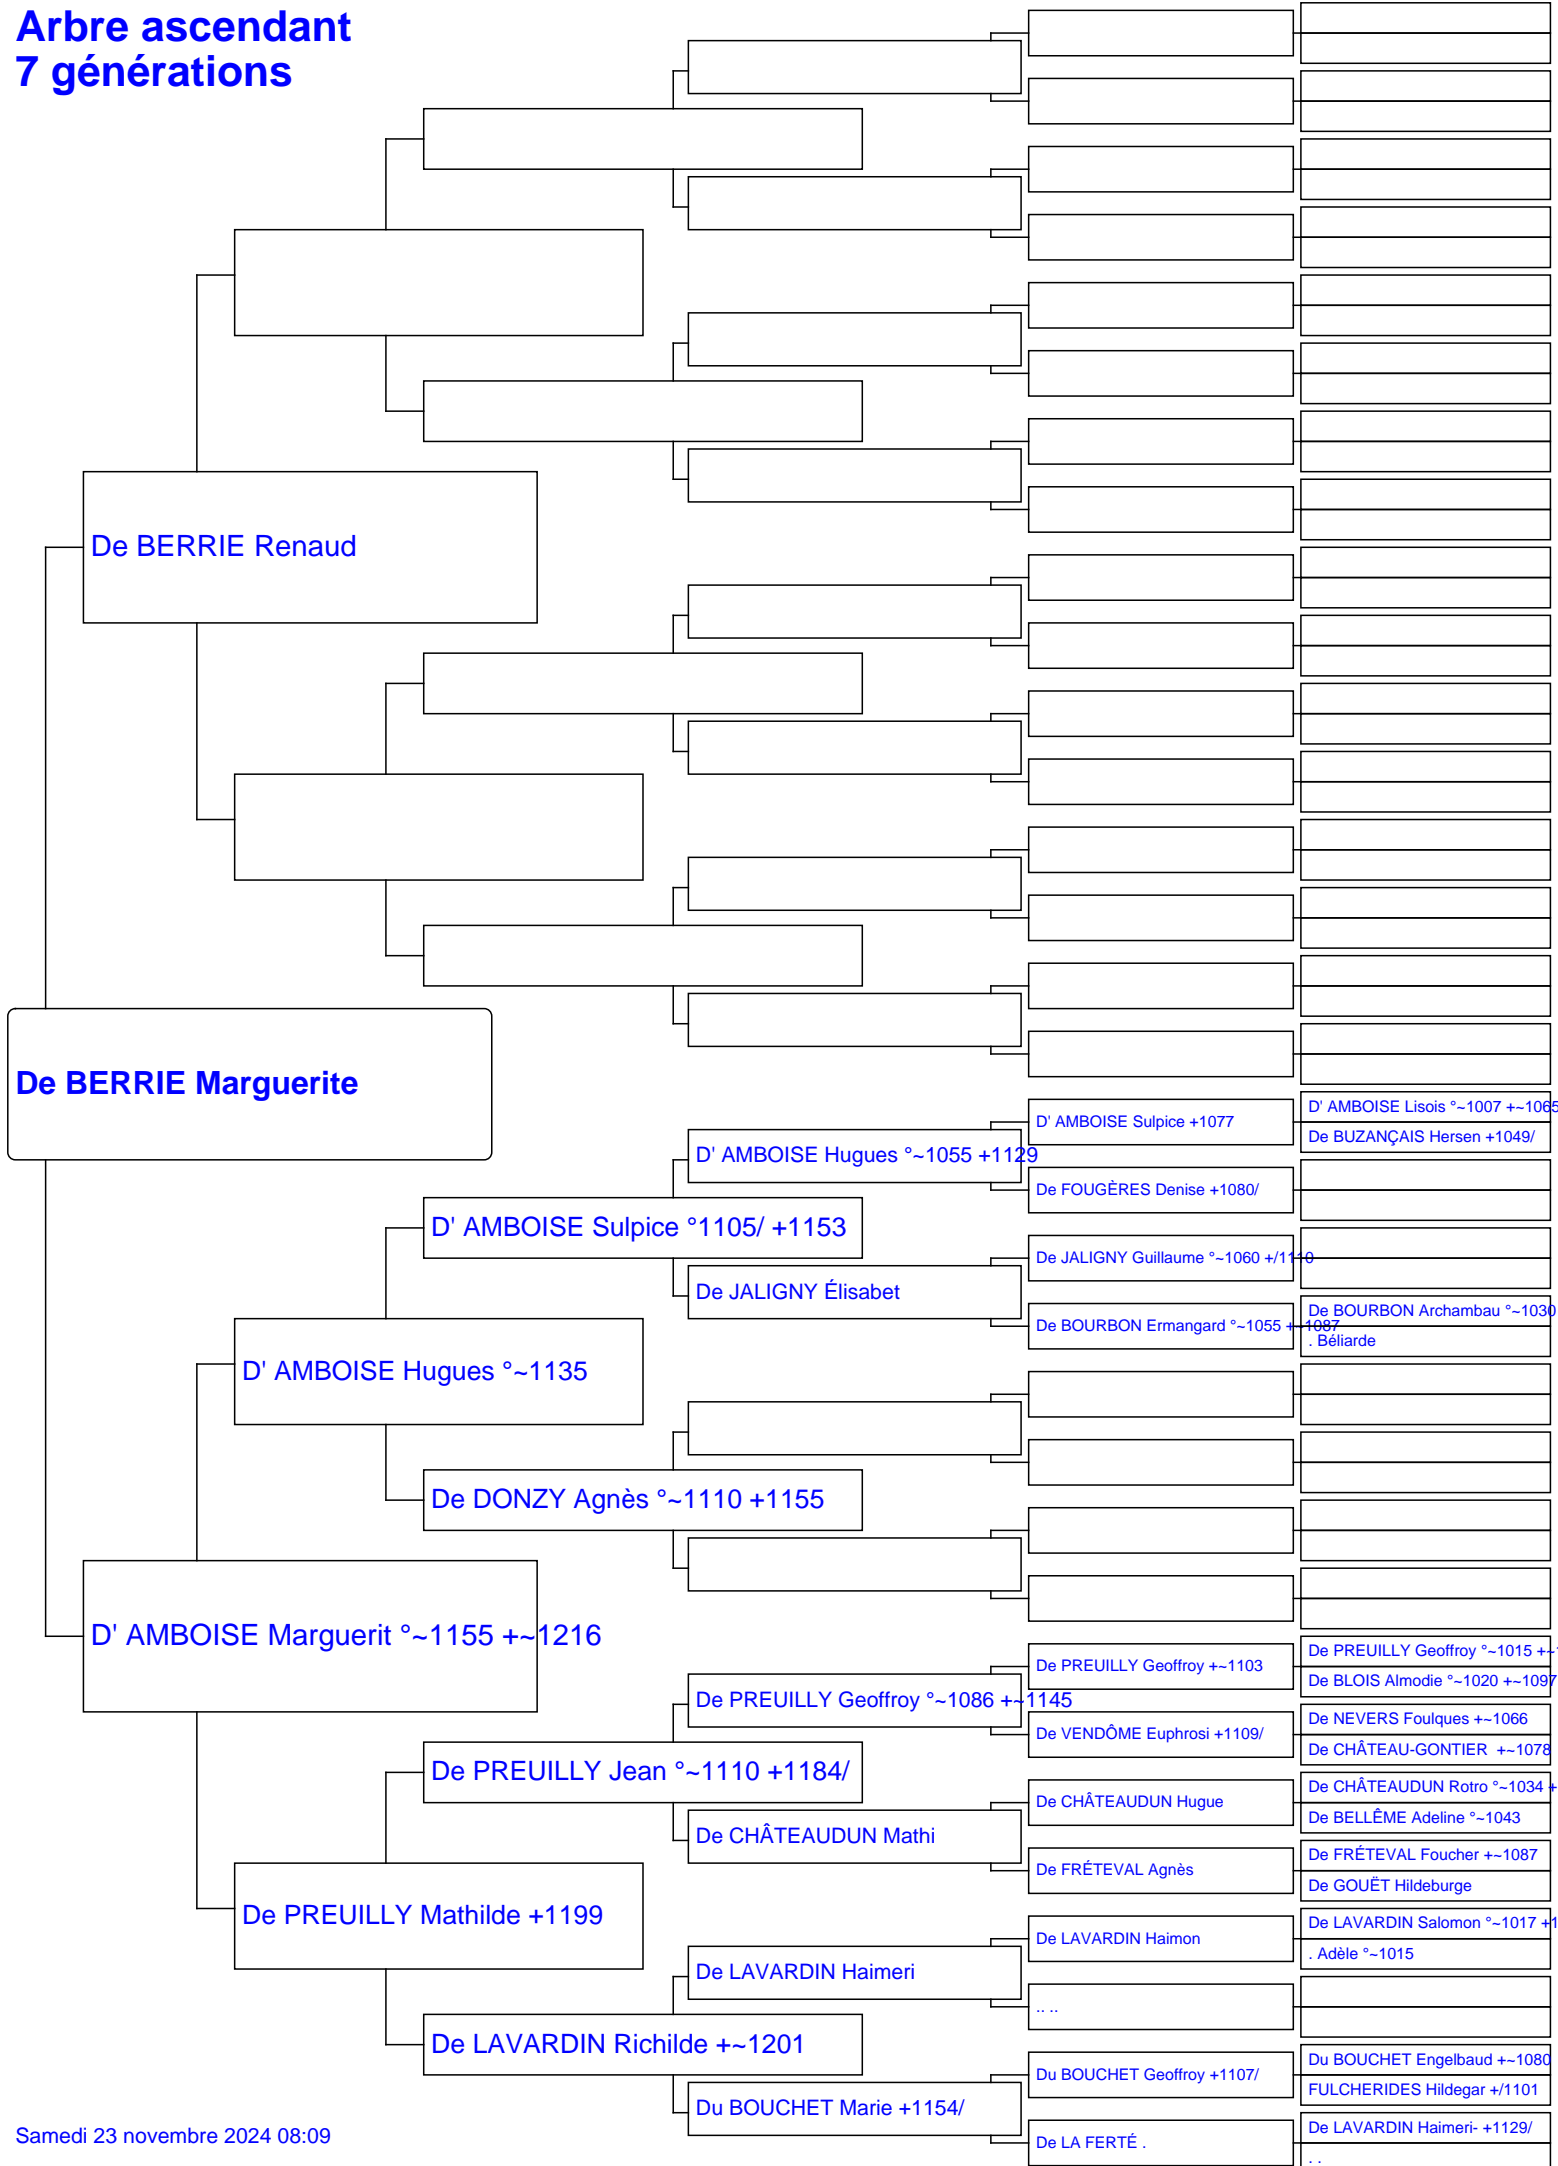 Arbre ascendant
7 générations
De BERRIE Renaud
De BERRIE Marguerite
D' AMBOISE Lisois °~1007 +~1065
D' AMBOISE Sulpice +1077
De BUZANÇAIS Hersen +1049/
D' AMBOISE Hugues °~1055 +1129
De FOUGÈRES Denise +1080/
D' AMBOISE Sulpice °1105/ +1153
De JALIGNY Guillaume °~1060 +/1110
De JALIGNY Élisabet
De BOURBON Archambau °~1030
De BOURBON Ermangard °~1055 +~1087
. Béliarde
D' AMBOISE Hugues °~1135
De DONZY Agnès °~1110 +1155
D' AMBOISE Marguerit °~1155 +~1216
De PREUILLY Geoffroy °~1015 +~
De PREUILLY Geoffroy +~1103
De BLOIS Almodie °~1020 +~1097
De PREUILLY Geoffroy °~1086 +~1145
De NEVERS Foulques +~1066
De VENDÔME Euphrosi +1109/
De CHÂTEAU-GONTIER +~1078
De PREUILLY Jean °~1110 +1184/
De CHÂTEAUDUN Rotro °~1034 +
De CHÂTEAUDUN Hugue
De BELLÊME Adeline °~1043
De CHÂTEAUDUN Mathi
De FRÉTEVAL Foucher +~1087
De FRÉTEVAL Agnès
De GOUËT Hildeburge
De PREUILLY Mathilde +1199
De LAVARDIN Salomon °~1017 +1
De LAVARDIN Haimon
. Adèle °~1015
De LAVARDIN Haimeri
.. ..
De LAVARDIN Richilde +~1201
Du BOUCHET Engelbaud +~1080
Du BOUCHET Geoffroy +1107/
FULCHERIDES Hildegar +/1101
Du BOUCHET Marie +1154/
De LAVARDIN Haimeri- +1129/
De LA FERTÉ .
. .
Samedi 23 novembre 2024 08:09